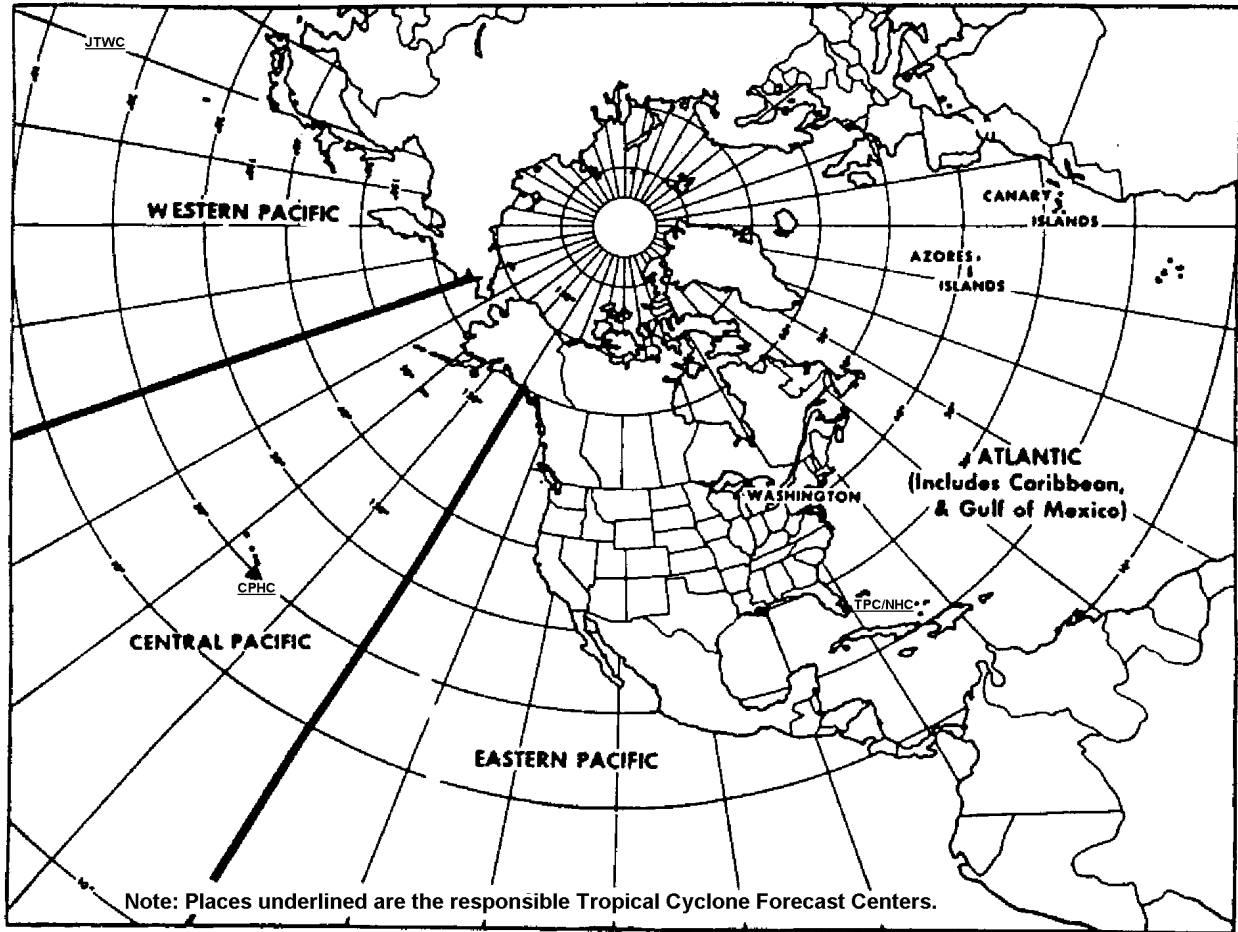 JTWC
WESTERN PACIFIC
CANARY
ISLANDS
AZORES
ISLANDS
ATLANTIC
(Includes Caribbean,
& Gulf of Mexico)
WASHINGTON
CPHC
TPC/NHC
CENTRAL PACIFIC
EASTERN PACIFIC
Note: Places underlined are the responsible Tropical Cyclone Forecast Centers.